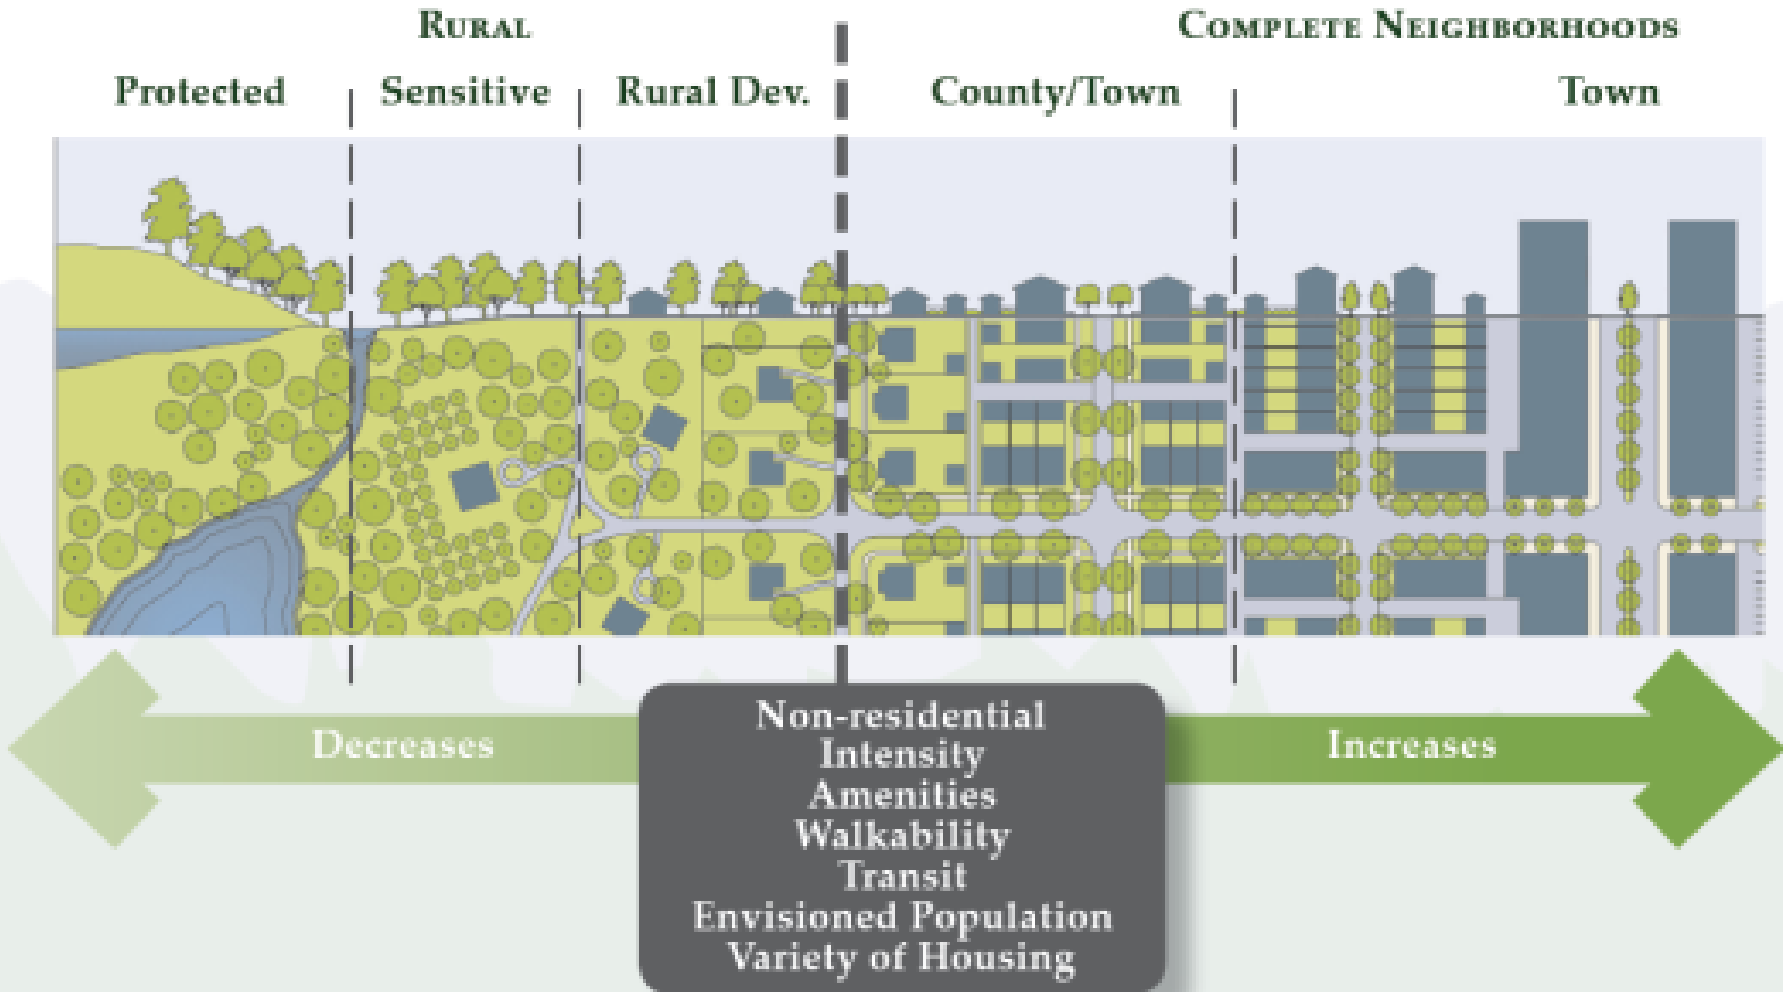 RURAL
COMPLETE NEIGHBORHOODS
Protected
Sensitive
Rural Dev.
County/Town
Town
Decreases
Increases
Non-residential
Intensity
Amenities
Walkability
Transit
Envisioned Population
Variety of Housing